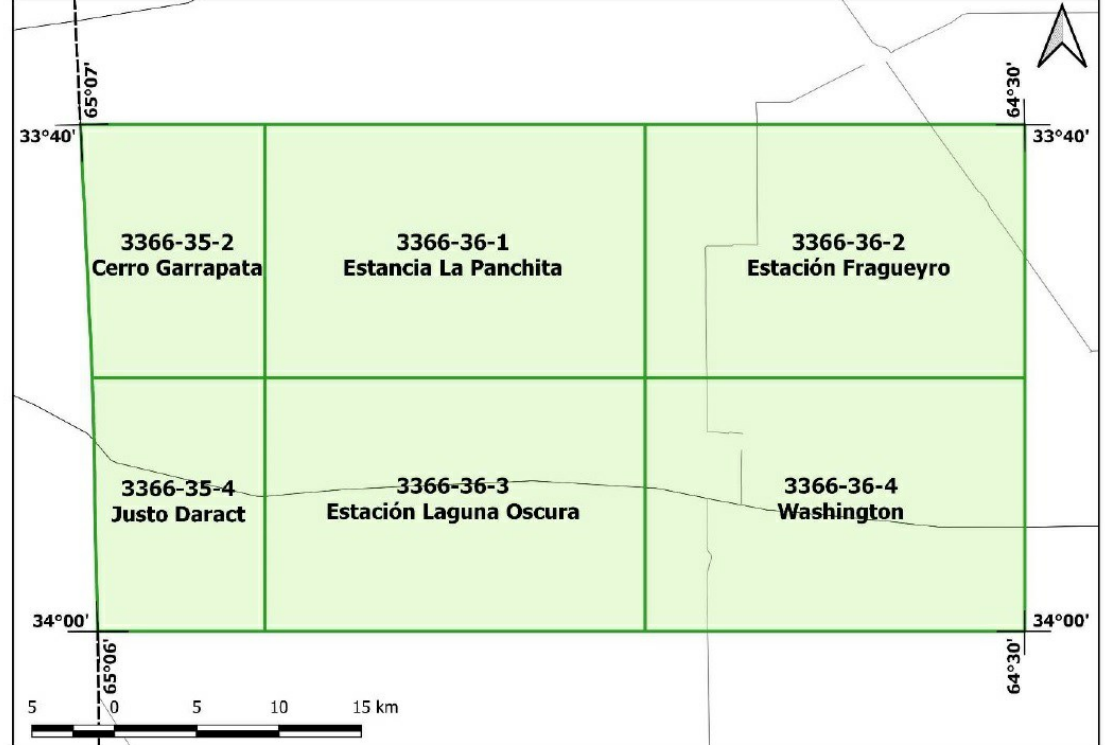 65°07'
64°30'
33°40'
33°40'
3366-35-2
Cerro Garrapata
3366-36-1
Estancia La Panchita
3366-36-2
Estación Fragueyro
3366-35-4
Justo Daract
3366-36-3
Estación Laguna Oscura
3366-36-4
Washington
34°00'
34°00'
65°06'
64°30'
5 0 5 10 15 km